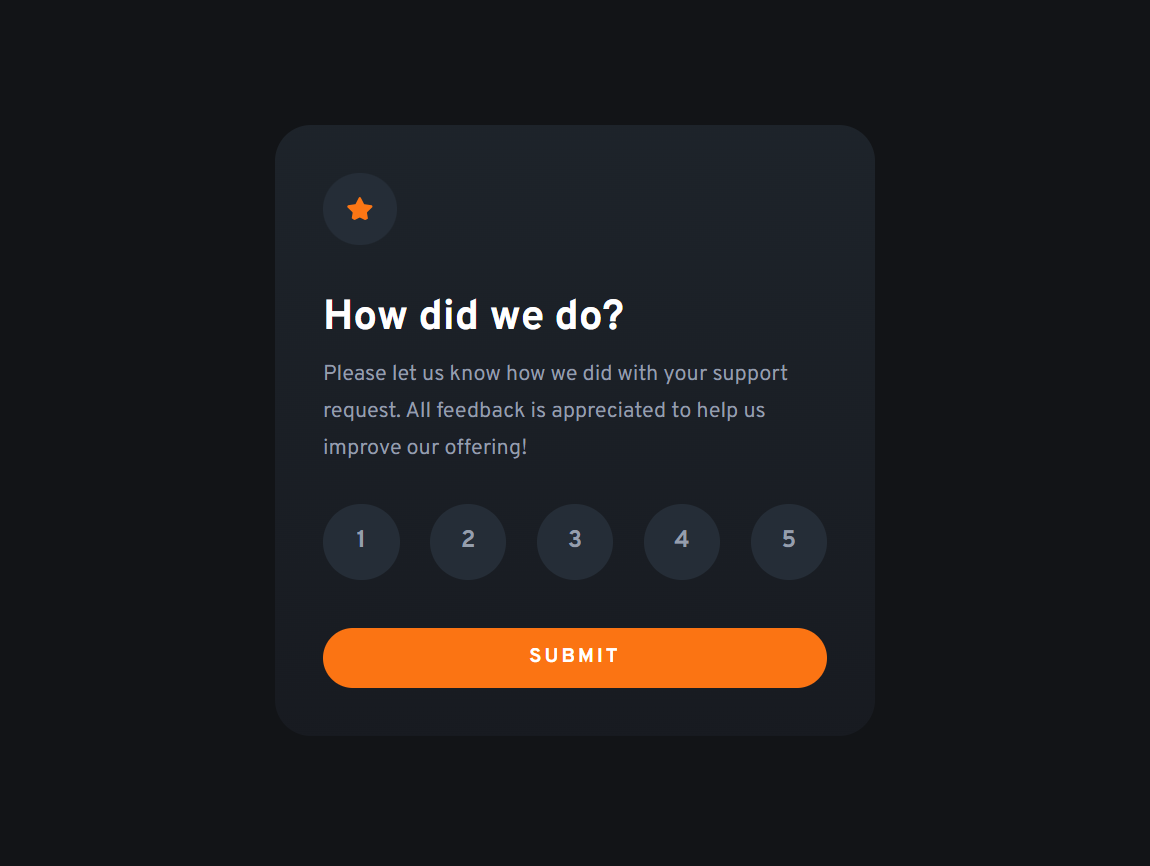 How did we do?
Please let us know how we did with your support
request. All feedback is appreciated to help us
improve our offering!
1 2 3 4 5
SUBMIT